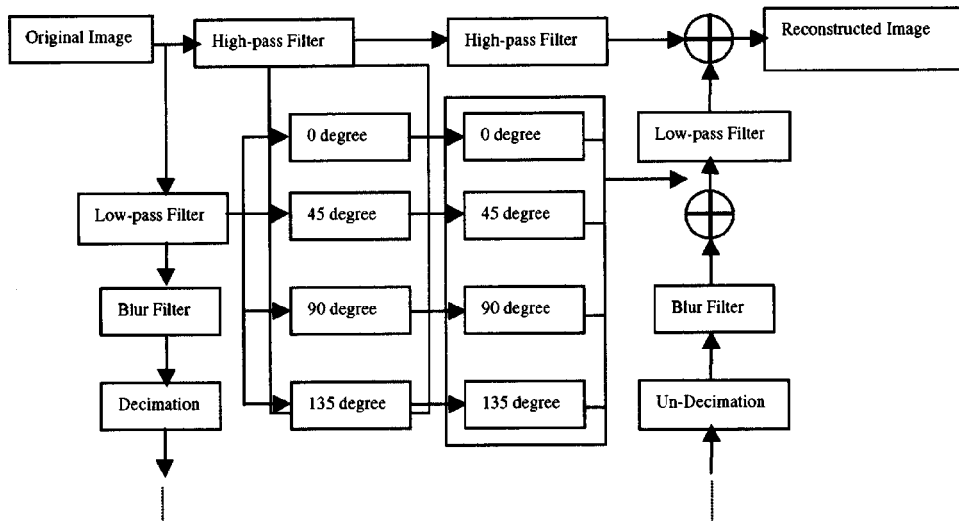 Original Image
High-pass Filter
High-pass Filter
Reconstructed Image
0 degree
0 degree
Low-pass Filter
Low-pass Filter
45 degree
45 degree
Blur Filter
90 degree
90 degree
Blur Filter
Decimation
135 degree
135 degree
Un-Decimation